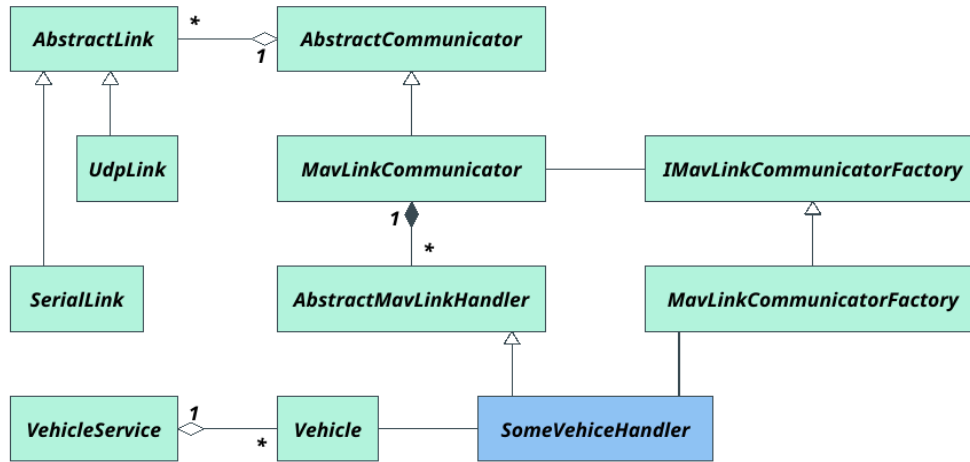 AbstractLink
*
1
AbstractCommunicator
UdpLink
MavLinkCommunicator
IMavLinkCommunicatorFactory
1
*
SerialLink
AbstractMavLinkHandler
MavLinkCommunicatorFactory
VehicleService
1
*
Vehicle
SomeVehiceHandler